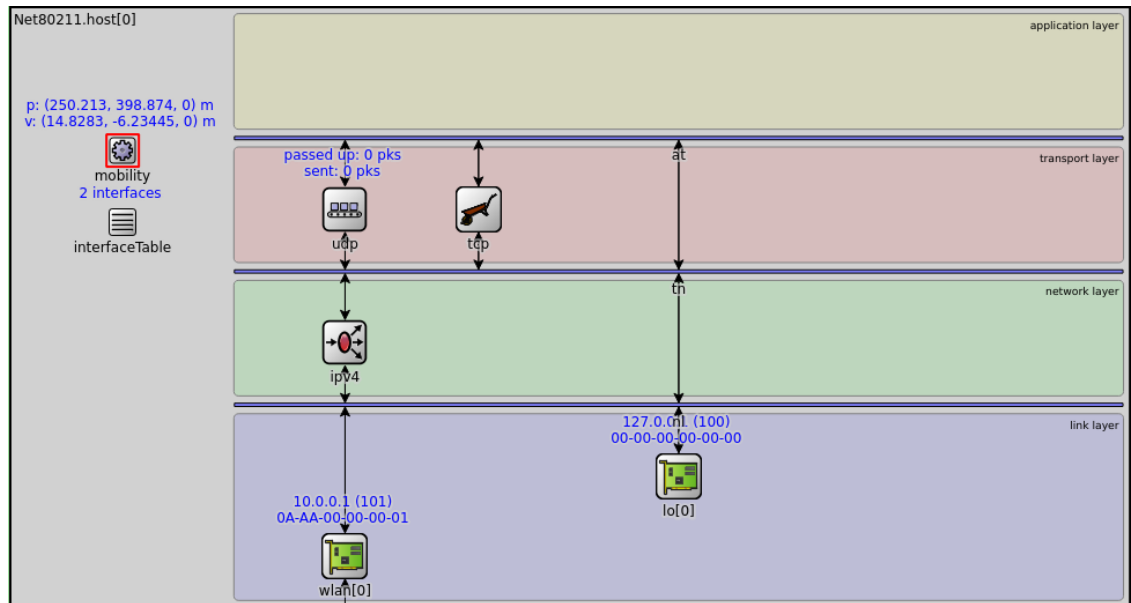 Net80211.host[0]
application layer
p: (250.213, 398.874, 0) m
v: (14.8283, -6.23445, 0) m
mobility
2 interfaces
interfaceTable
passed up: 0 pks
sent: 0 pks
at
transport layer
udp
tcp
tn
network layer
ipv4
127.0.0.1 (100)
nl
00-00-00-00-00-00
link layer
lo[0]
10.0.0.1 (101)
0A-AA-00-00-00-01
wlan[0]